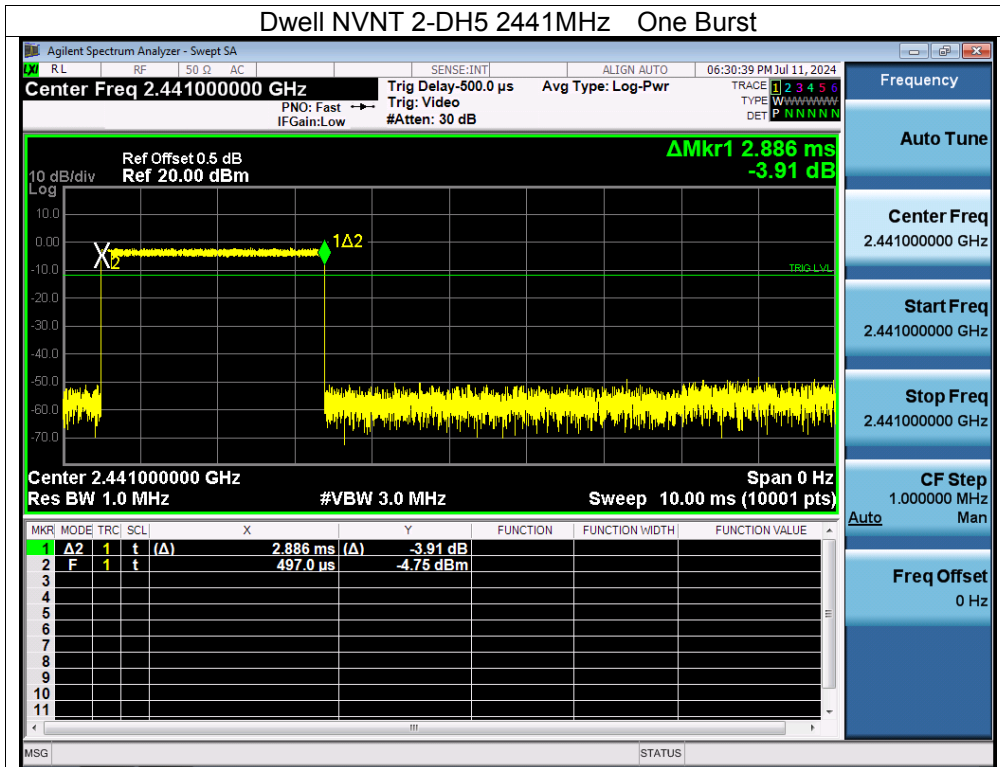 Dwell NVNT 2-DH5 2441MHz One Burst
Agilent Spectrum Analyzer - Swept SA
LXI RL RF 50 Ω AC SENSE:INT ALIGN AUTO 06:30:39 PM Jul 11, 2024
Center Freq 2.441000000 GHz Trig Delay-500.0 µs Avg Type: Log-Pwr TRACE 1 2 3 4 5 6
PNO: Fast Trig: Video TYPE WWWWWW
IFGain:Low #Atten: 30 dB DET P N N N N N
Ref Offset 0.5 dB ΔMkr1 2.886 ms
10 dB/div Ref 20.00 dBm -3.91 dB
Log
10.0
0.00
1Δ2
2
-10.0
TRIG LVL
-20.0
-30.0
-40.0
-50.0
-60.0
-70.0
Center 2.441000000 GHz Span 0 Hz
Res BW 1.0 MHz #VBW 3.0 MHz Sweep 10.00 ms (10001 pts)
MKR MODE TRC SCL X Y FUNCTION FUNCTION WIDTH FUNCTION VALUE
1 Δ2 1 t (Δ) 2.886 ms (Δ) -3.91 dB
2 F 1 t 497.0 µs -4.75 dBm
3
4
5
6
7
8
9
10
11
MSG STATUS
Frequency
Auto Tune
Center Freq
2.441000000 GHz
Start Freq
2.441000000 GHz
Stop Freq
2.441000000 GHz
CF Step
1.000000 MHz
Auto Man
Freq Offset
0 Hz